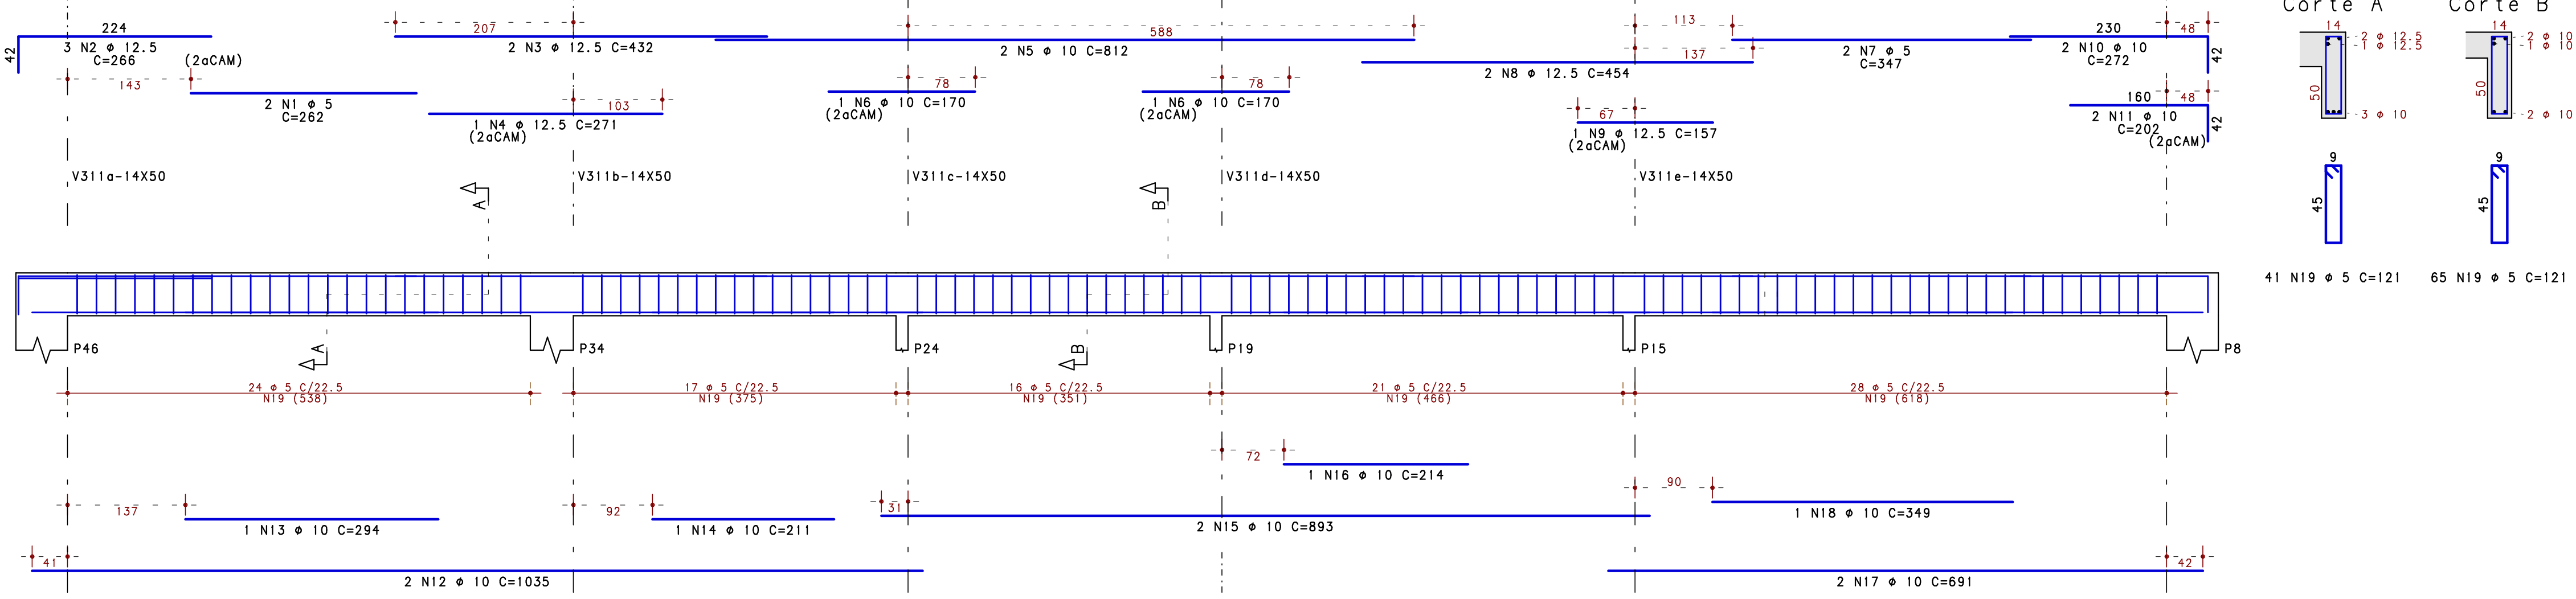 Corte A
Corte B
224
207
588
113
230
48
14
14
42
3 N2 φ 12.5
C=266
(2aCAM)
2 N3 φ 12.5 C=432
2 N5 φ 10 C=812
2 N7 φ 5
C=347
2 N10 φ 10
C=272
42
2 φ 12.5
1 φ 12.5
2 φ 10
1 φ 10
143
2 N1 φ 5
C=262
78
78
2 N8 φ 12.5 C=454
137
50
50
103
1 N4 φ 12.5 C=271
(2aCAM)
1 N6 φ 10 C=170
(2aCAM)
1 N6 φ 10 C=170
(2aCAM)
67
1 N9 φ 12.5 C=157
(2aCAM)
160
48
2 N11 φ 10
C=202
(2aCAM)
42
3 φ 10
2 φ 10
V311a-14X50
V311b-14X50
V311c-14X50
V311d-14X50
V311e-14X50
9
9
A
B
45
45
41 N19 φ 5 C=121
65 N19 φ 5 C=121
P46
A
P34
P24
B
P19
P15
P8
24 φ 5 C/22.5
N19 (538)
17 φ 5 C/22.5
N19 (375)
16 φ 5 C/22.5
N19 (351)
21 φ 5 C/22.5
N19 (466)
28 φ 5 C/22.5
N19 (618)
72
1 N16 φ 10 C=214
137
1 N13 φ 10 C=294
92
1 N14 φ 10 C=211
31
2 N15 φ 10 C=893
90
1 N18 φ 10 C=349
41
2 N12 φ 10 C=1035
2 N17 φ 10 C=691
42